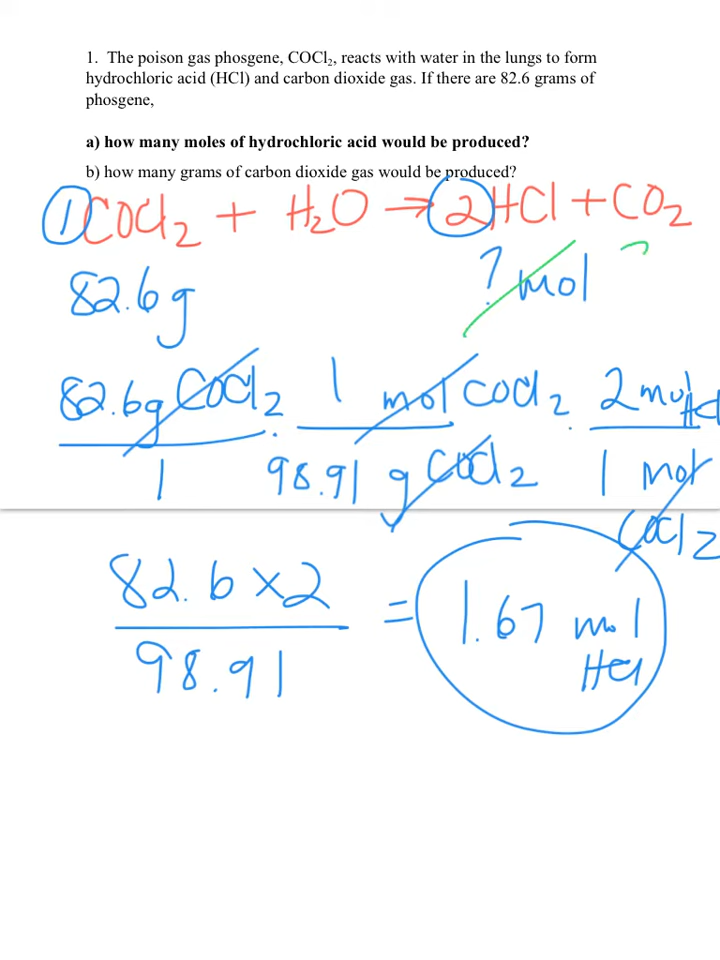 1. The poison gas phosgene, COCl₂, reacts with water in the lungs to form
hydrochloric acid (HCl) and carbon dioxide gas. If there are 82.6 grams of
phosgene,
a) how many moles of hydrochloric acid would be produced?
b) how many grams of carbon dioxide gas would be produced?
1 COCl₂ + H₂O → 2 HCl + CO₂
82.6g ? mol ?
82.6g COCl₂ . 1 mol COCl₂ . 2 mol HCl
1 98.91 g COCl₂ 1 mol
COCl₂
82.6 × 2
= 1.67 mol
98.91 HCl